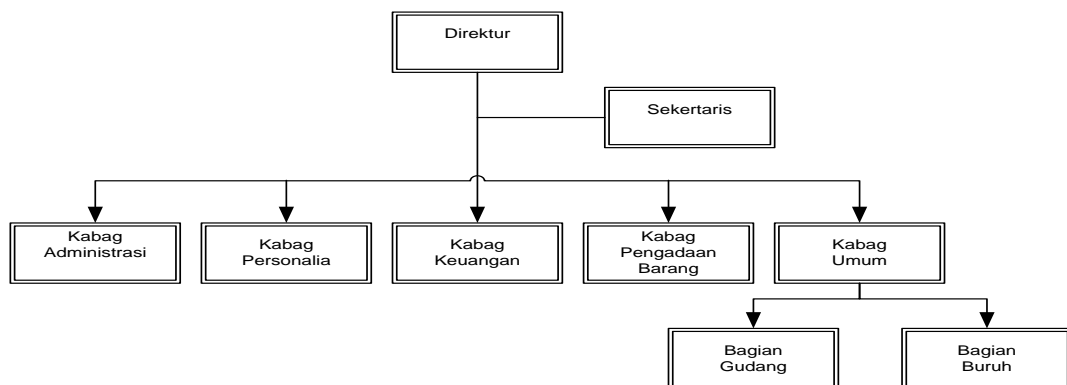 Direktur
Sekertaris
Kabag
Administrasi
Kabag
Personalia
Kabag
Keuangan
Kabag
Pengadaan
Barang
Kabag
Umum
Bagian
Gudang
Bagian
Buruh